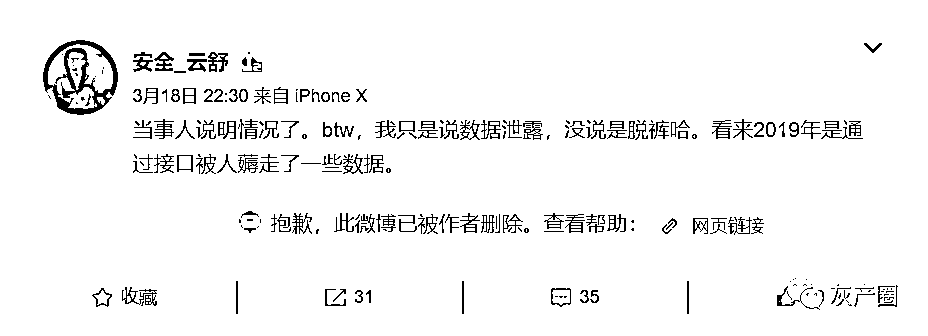 安全_云舒
3月18日 22:30 来自 iPhone X
当事人说明情况了。btw，我只是说数据泄露，没说是脱裤哈。看来2019年是通
过接口被人薅走了一些数据。
抱歉，此微博已被作者删除。查看帮助： 网页链接
收藏 31 35 灰产圈